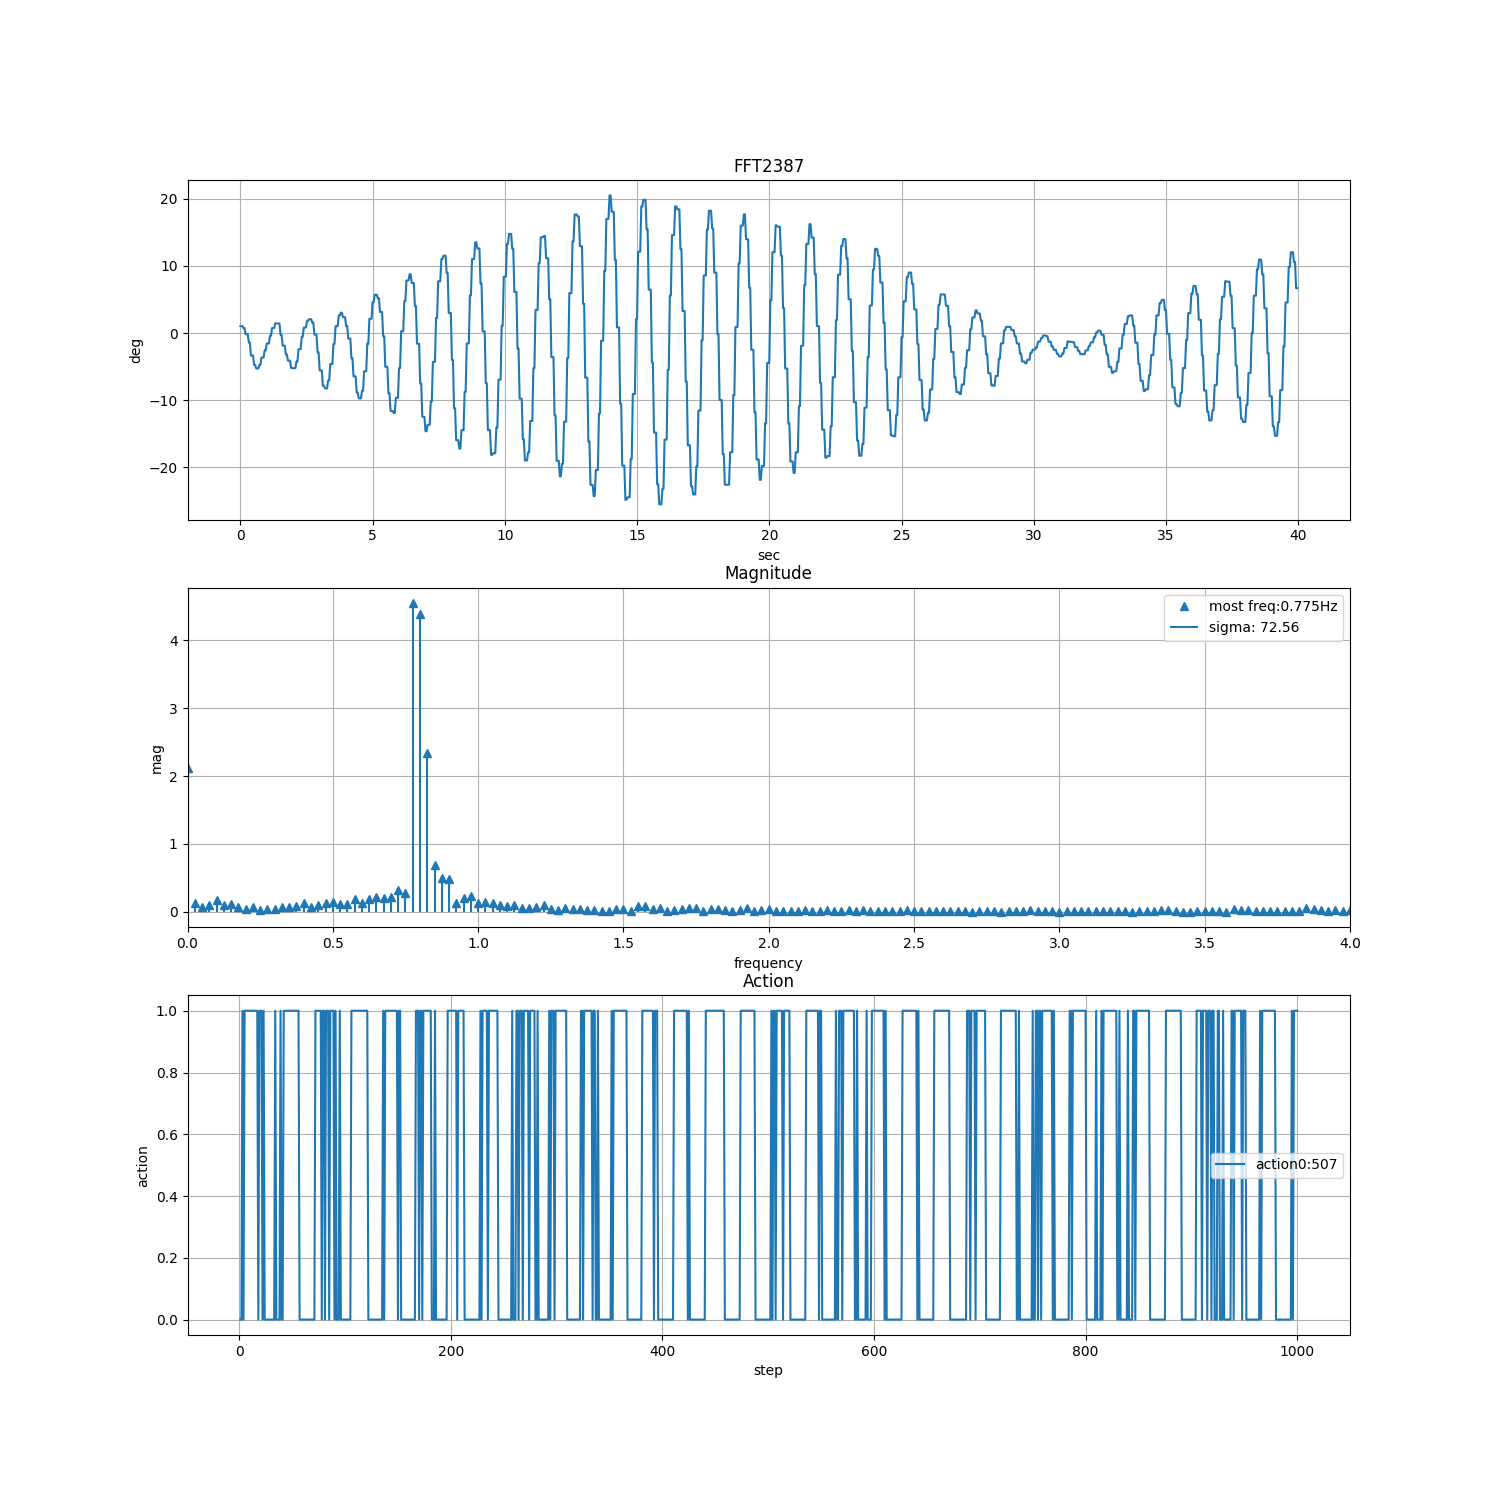 FFT2387
20
10
0
−10
−20
deg
0 5 10 15 20 25 30 35 40
sec
Magnitude
most freq:0.775Hz
sigma: 72.56
4
3
2
1
0
mag
0.0 0.5 1.0 1.5 2.0 2.5 3.0 3.5 4.0
frequency
Action
1.0
0.8
0.6
0.4
0.2
0.0
action
action0:507
0 200 400 600 800 1000
step